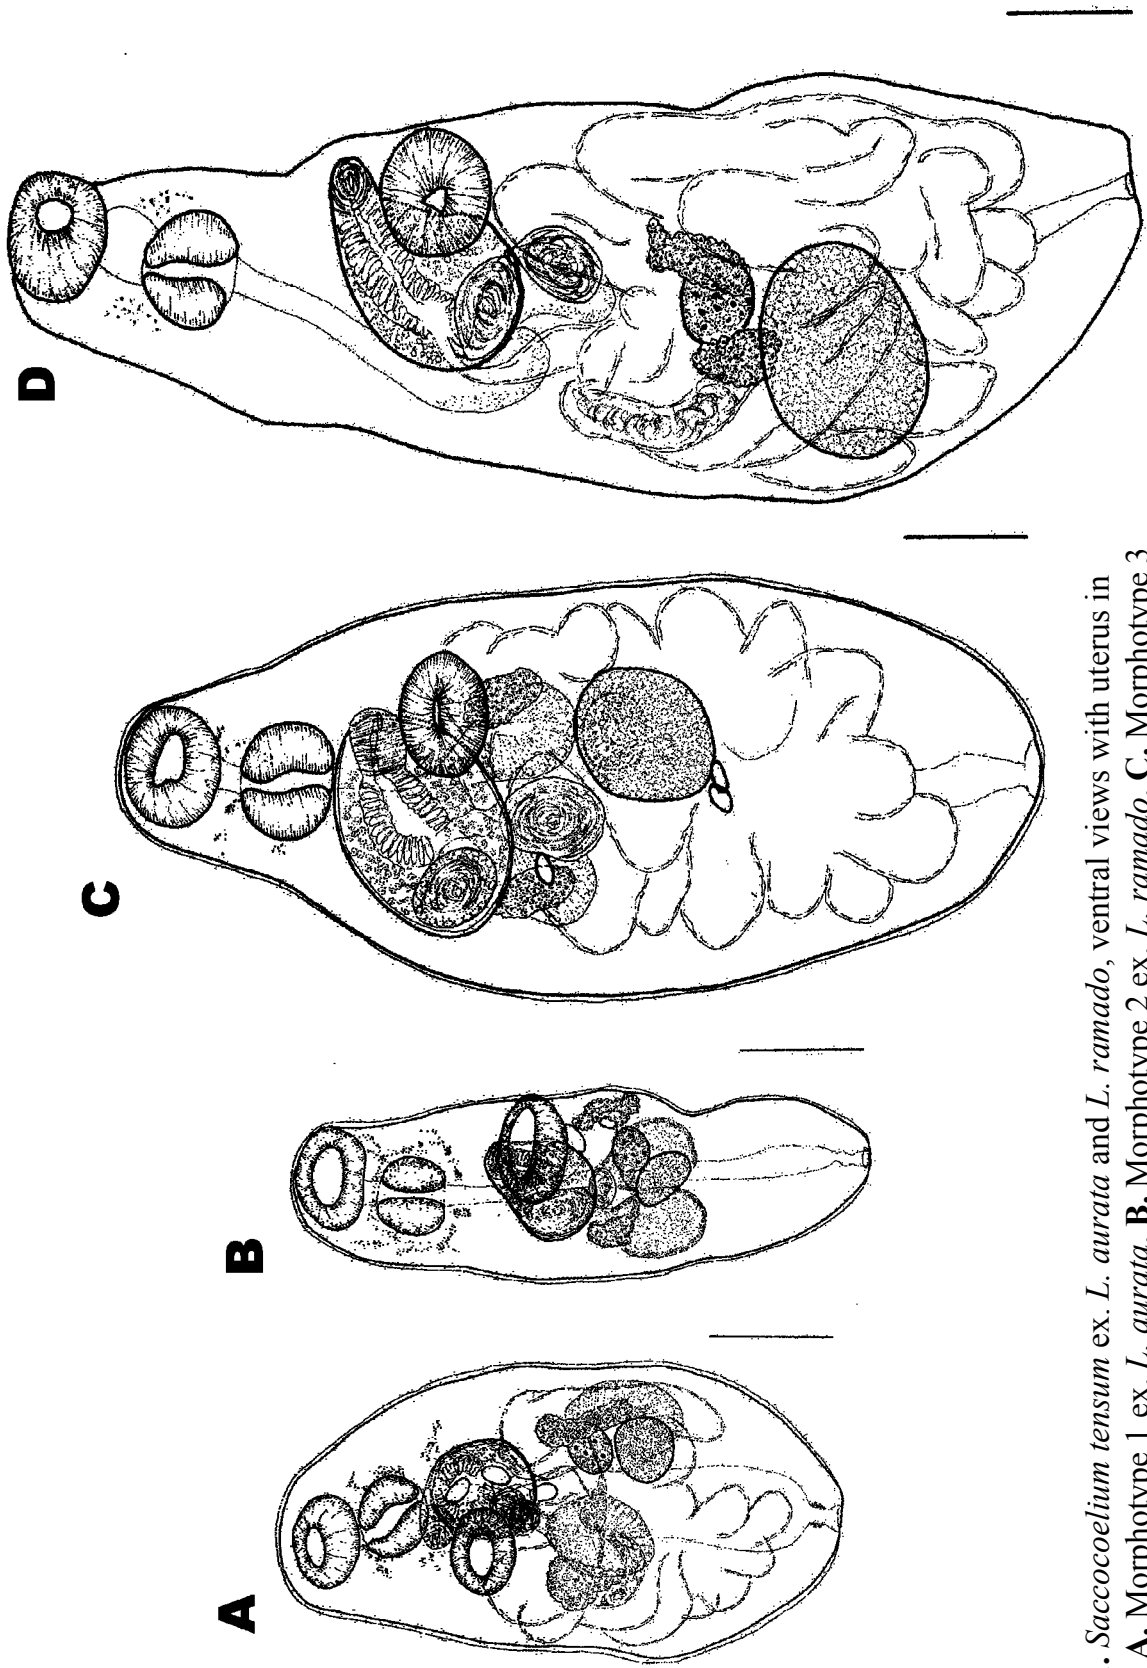 A
B
C
D
. Saccocoelium tensum ex. L. aurata and L. ramado, ventral views with uterus in
A. Morphotype 1 ex. L. aurata. B. Morphotype 2 ex. L. ramado. C. Morphotype 3